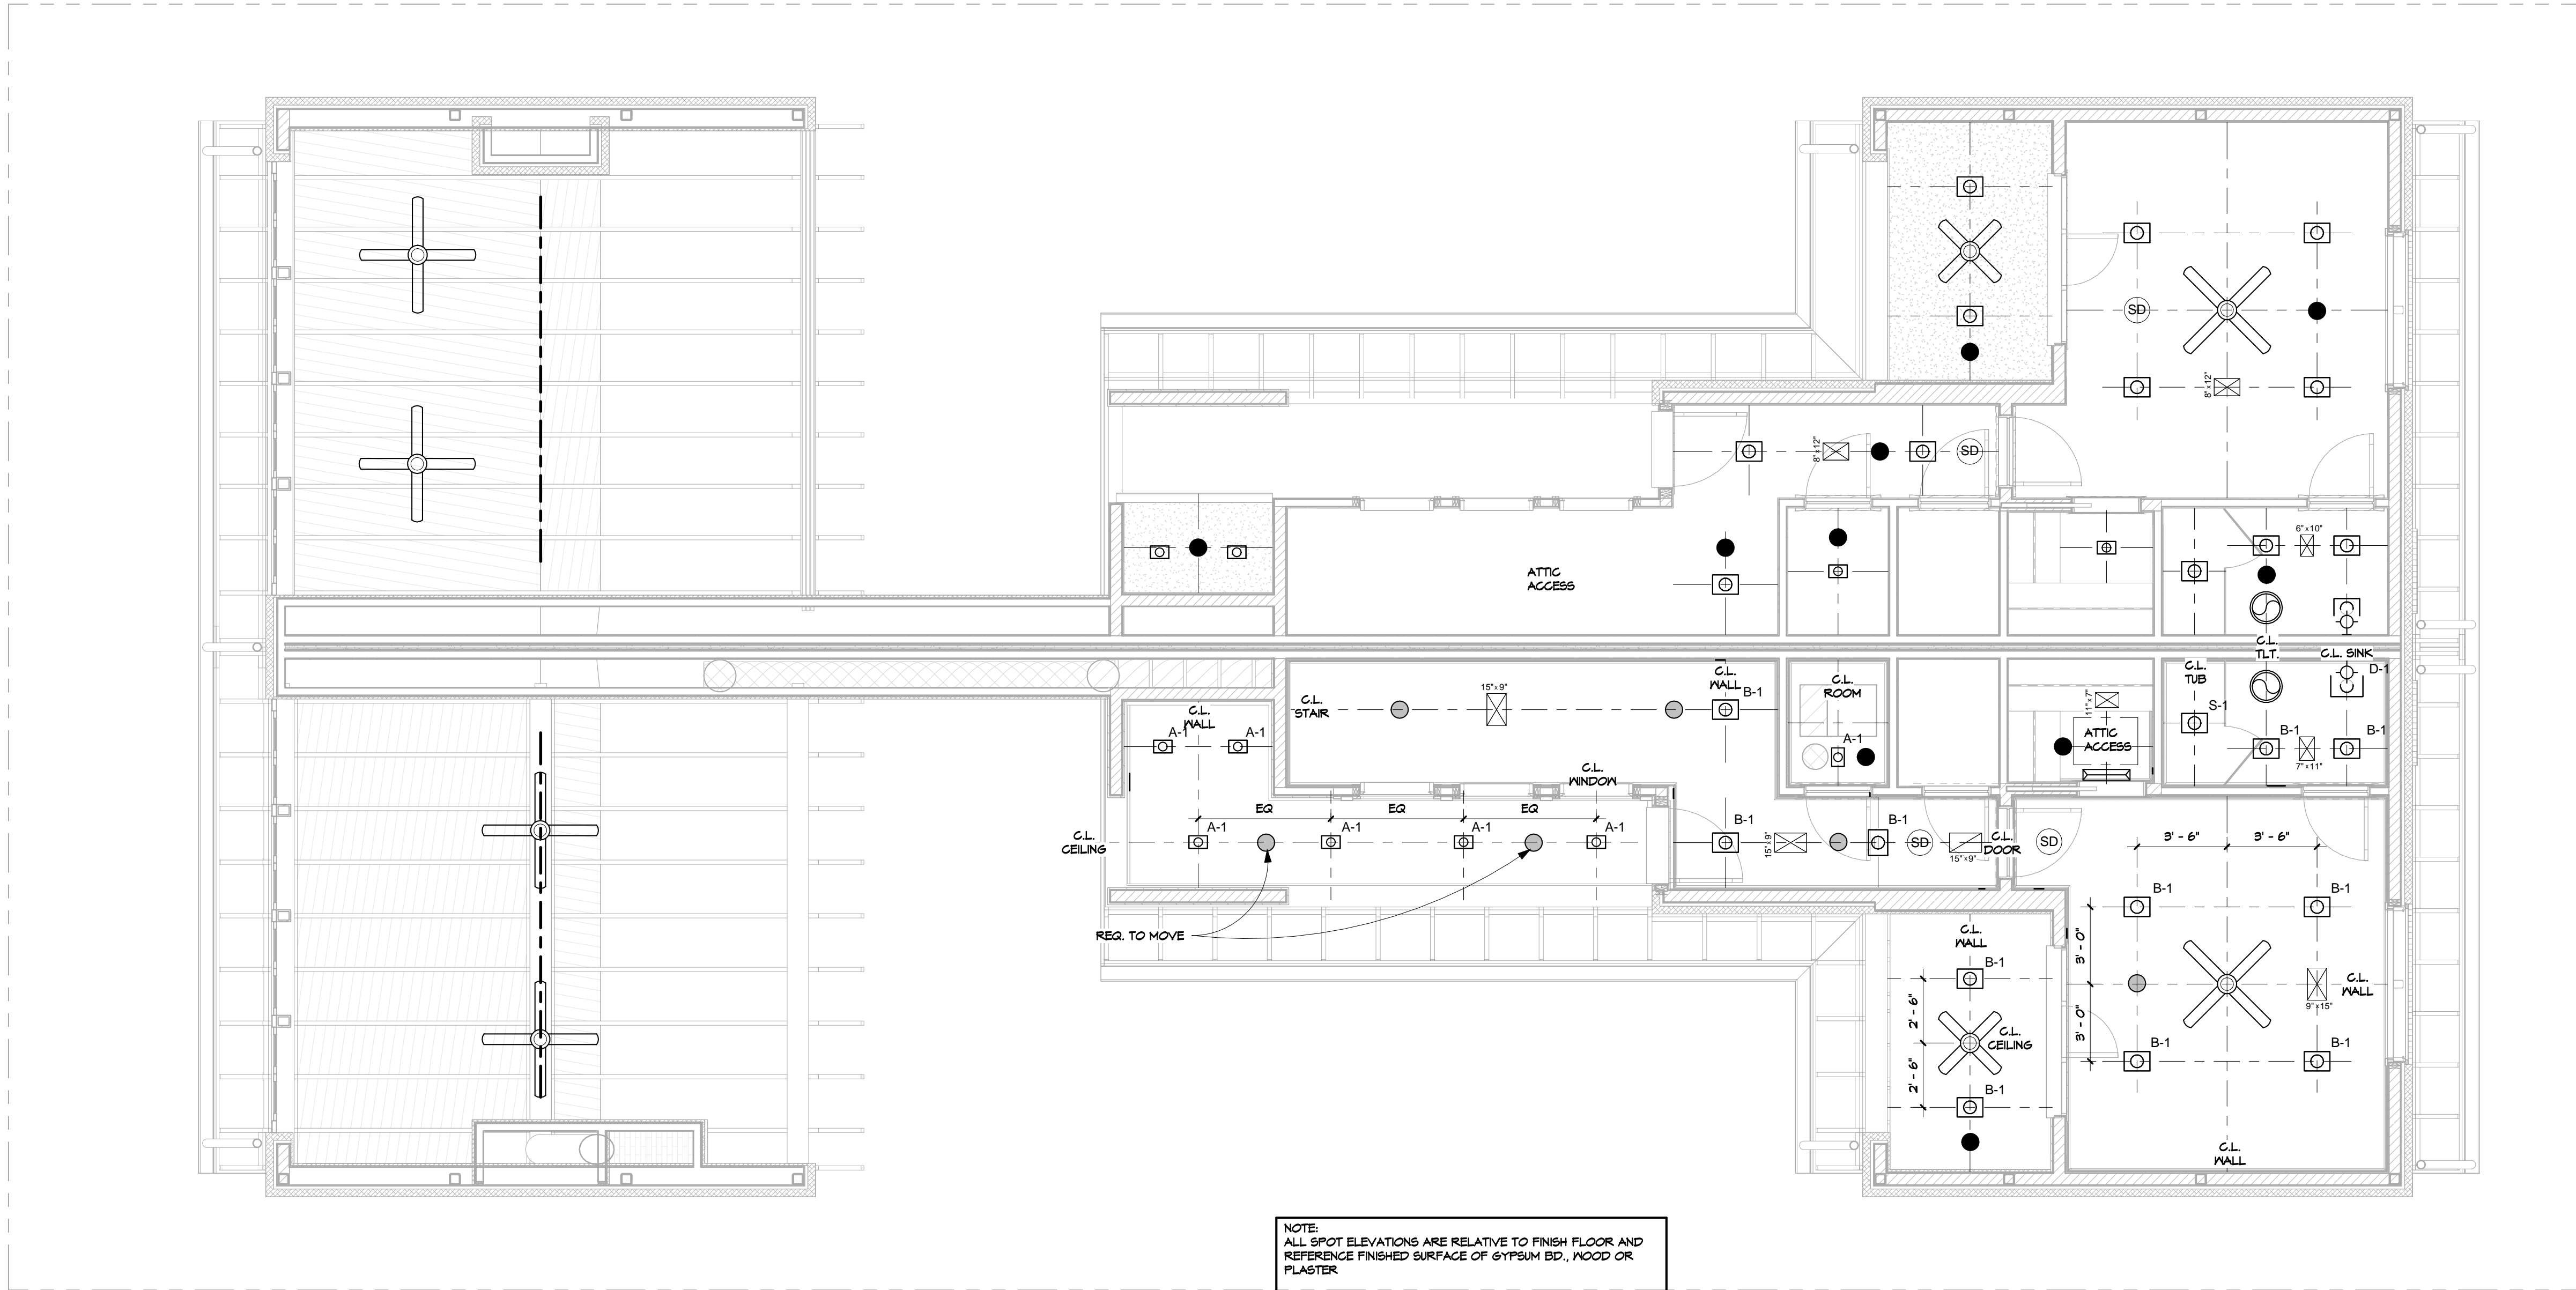 SD
8"x12"
8"x12"
SD
6"x10"
ATTIC
ACCESS
C.L.
TLT.
C.L. SINK
C.L.
TUB
D-1
C.L.
WALL
B-1
C.L.
ROOM
15"x9"
C.L.
STAIR
11"x7"
S-1
C.L.
WALL
A-1
A-1
A-1
ATTIC
ACCESS
B-1
B-1
7"x11"
C.L.
WINDOW
EQ
EQ
EQ
A-1
A-1
A-1
A-1
C.L.
CEILING
B-1
15"x9"
B-1
SD
15"x9"
C.L.
DOOR
SD
3' - 6"
3' - 6"
B-1
B-1
3' - 0"
3' - 0"
REQ. TO MOVE
C.L.
WALL
B-1
2' - 6"
2' - 6"
C.L.
CEILING
B-1
C.L.
WALL
9"x15"
B-1
B-1
C.L.
WALL
NOTE:
ALL SPOT ELEVATIONS ARE RELATIVE TO FINISH FLOOR AND
REFERENCE FINISHED SURFACE OF GYPSUM BD., WOOD OR
PLASTER